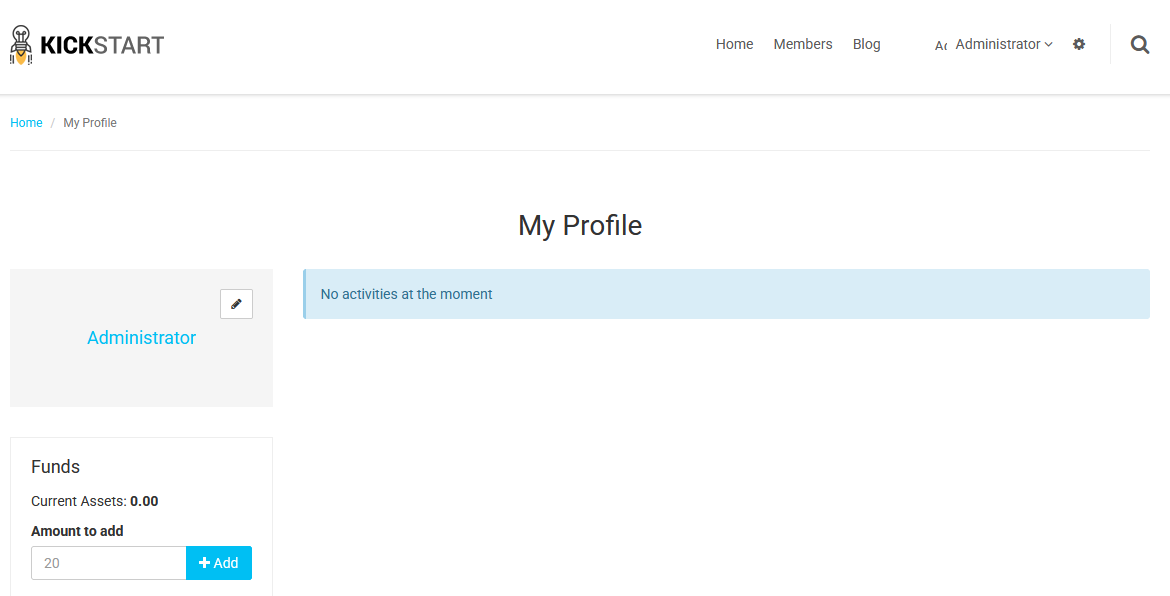 KICKSTART
Home Members Blog Administrator
Home / My Profile
My Profile
Administrator
No activities at the moment
Funds
Current Assets: 0.00
Amount to add
20
Add